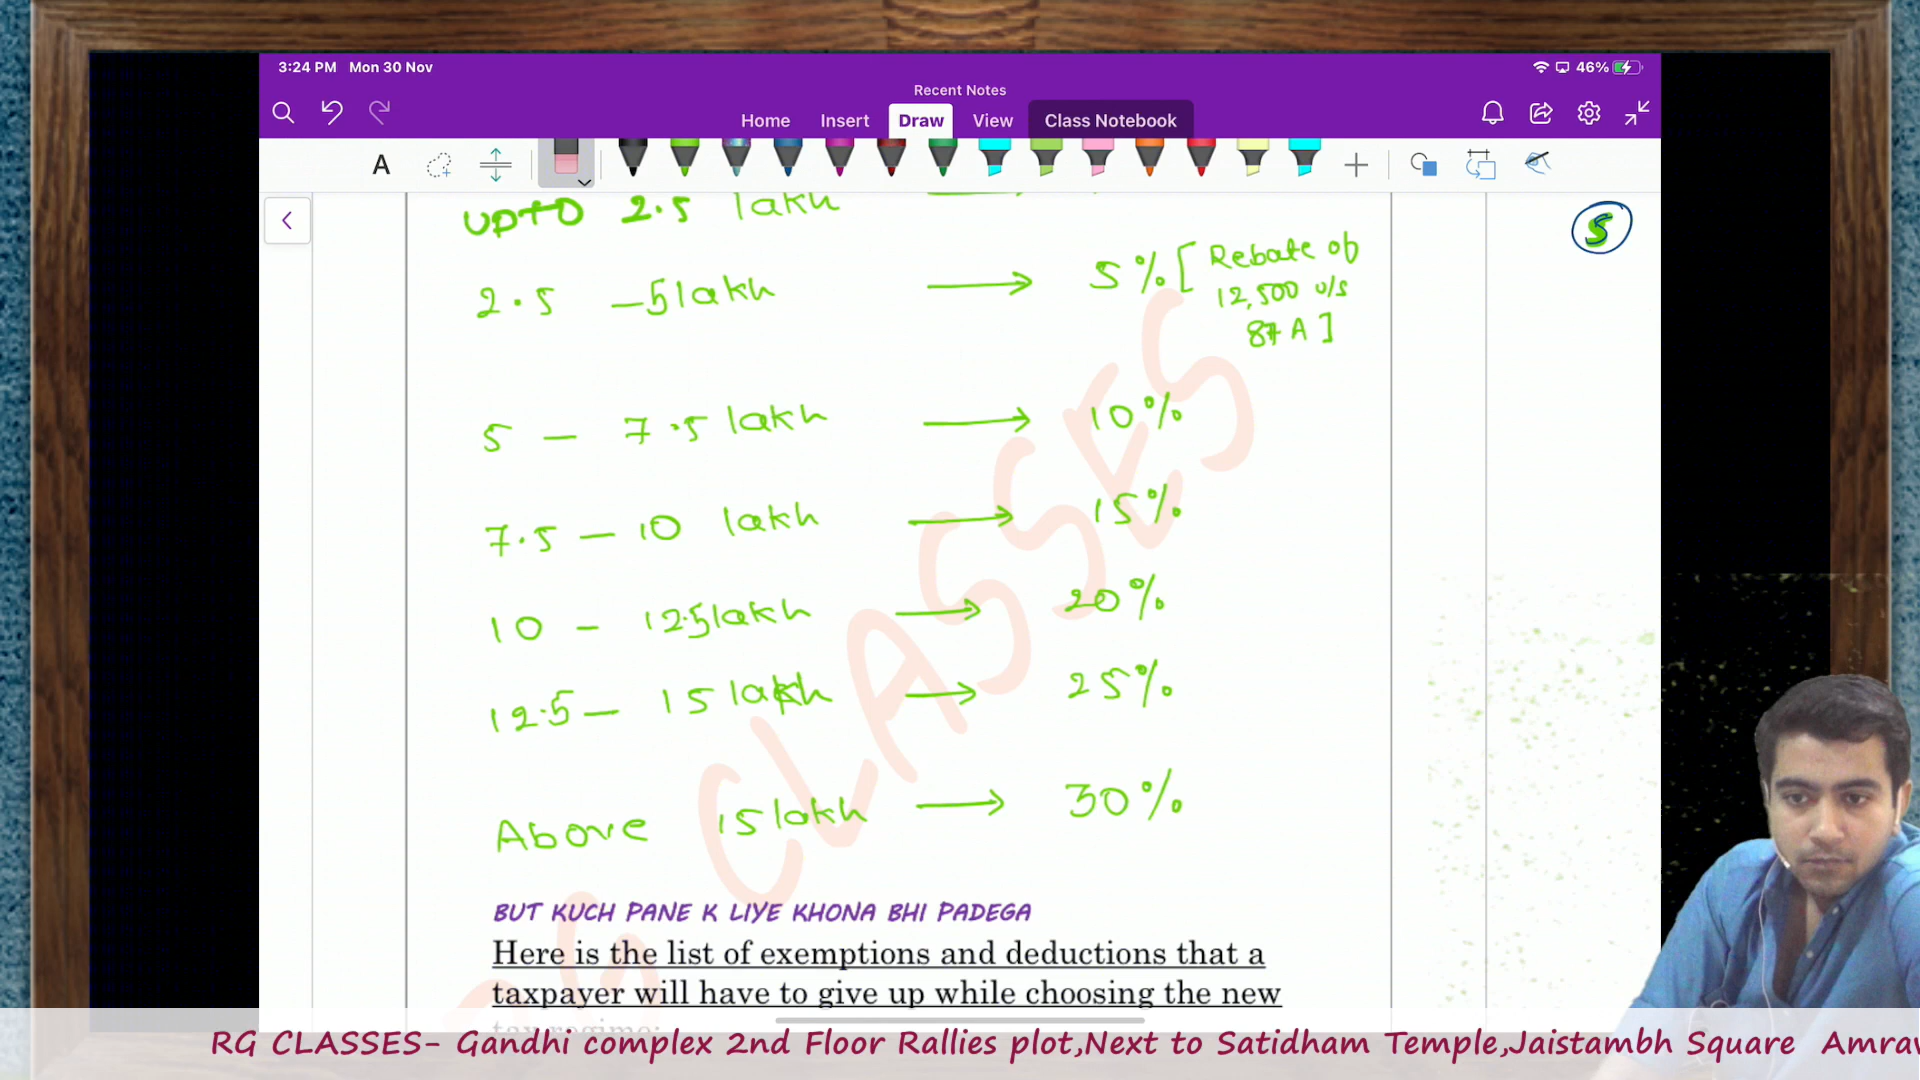 3:24 PM Mon 30 Nov
46%
Recent Notes
Home Insert Draw View Class Notebook
A
UPTO 2.5 lakh
S
2.5 – 5 lakh → 5% [Rebate of
12,500 u/s
87 A]
5 – 7.5 lakh → 10%
7.5 – 10 lakh → 15%
10 – 12.5 lakh → 20%
12.5 – 15 lakh → 25%
Above 15 lakh → 30%
CLASSES
BUT KUCH PANE K LIYE KHONA BHI PADEGA
Here is the list of exemptions and deductions that a
taxpayer will have to give up while choosing the new
tax regime:
RG CLASSES- Gandhi complex 2nd Floor Rallies plot,Next to Satidham Temple,Jaistambh Square Amrav